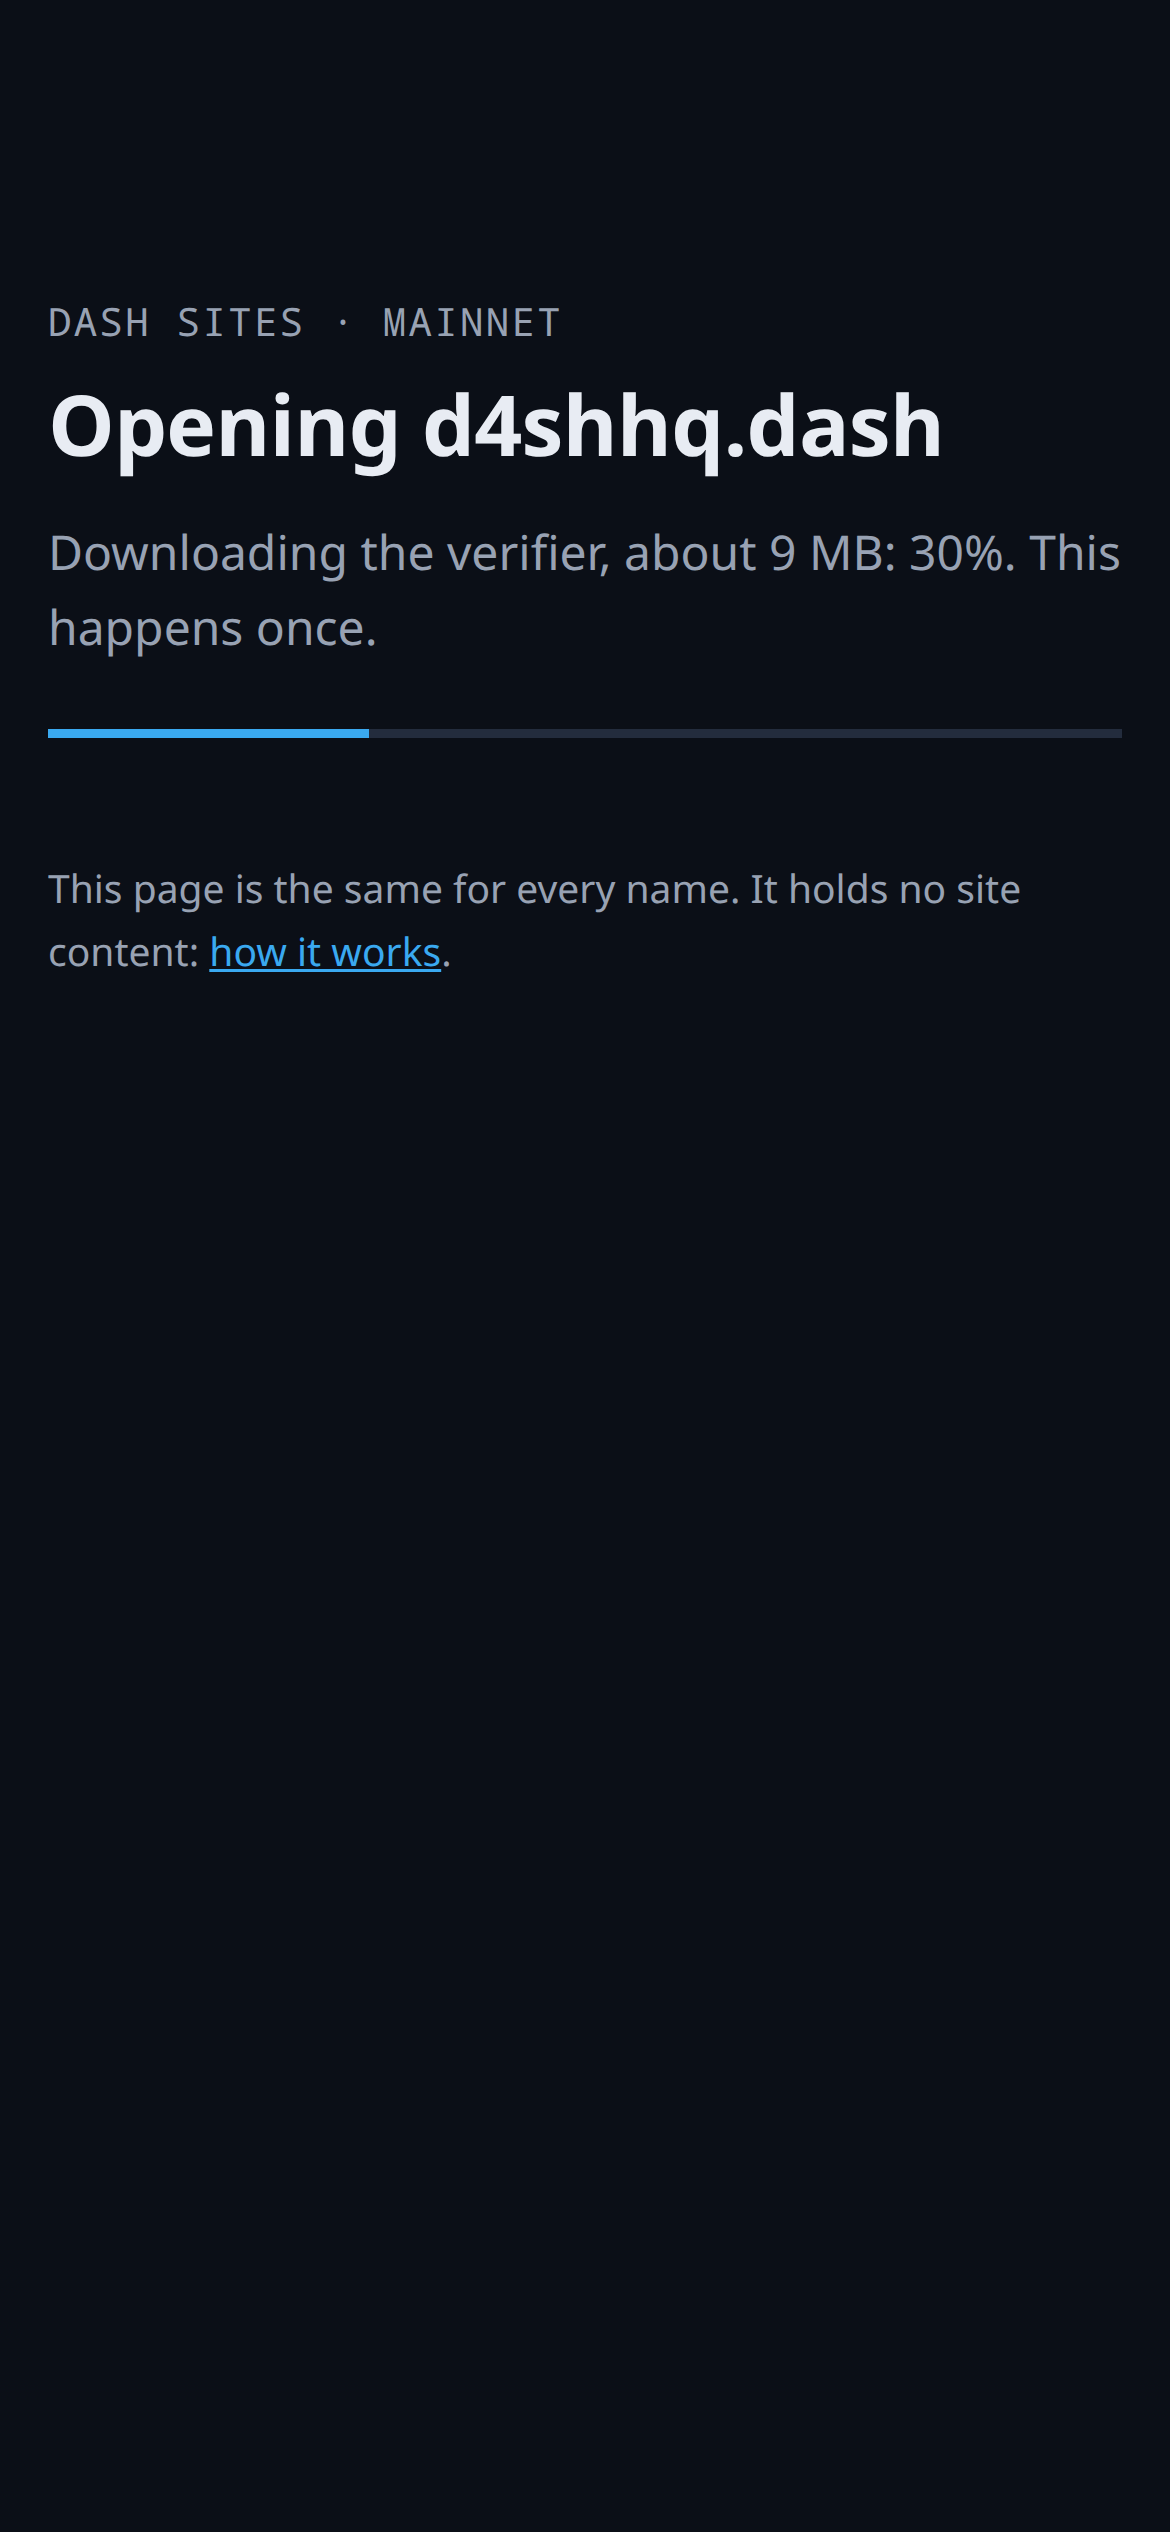 DASH SITES · MAINNET
Opening d4shhq.dash
Downloading the verifier, about 9 MB: 30%. This
happens once.
This page is the same for every name. It holds no site
content: how it works.